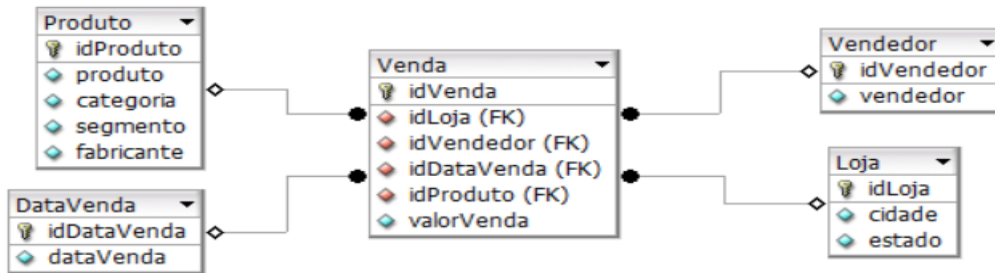 Produto
idProduto
produto
categoria
segmento
fabricante
DataVenda
idDataVenda
dataVenda
Venda
idVenda
idLoja (FK)
idVendedor (FK)
idDataVenda (FK)
idProduto (FK)
valorVenda
Vendedor
idVendedor
vendedor
Loja
idLoja
cidade
estado